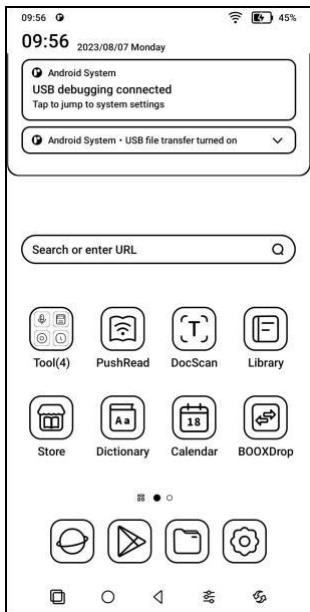 09:56 45%
09:56 2023/08/07 Monday
Android System
USB debugging connected
Tap to jump to system settings
Android System • USB file transfer turned on
Search or enter URL
T
Tool(4) PushRead DocScan Library
Aa 18
Store Dictionary Calendar BOOXDrop